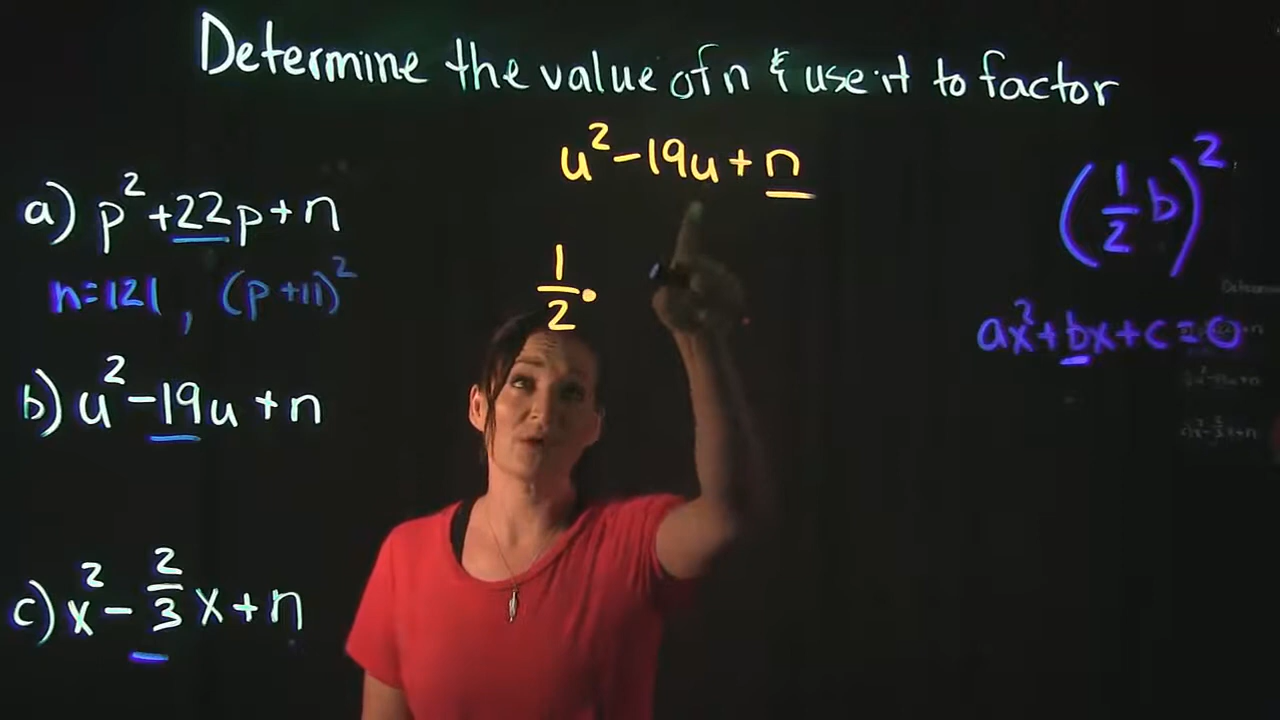 Determine the value of n & use it to factor
u² - 19u + n
(1/2 b)²
a) p² + 22p + n
n = 121 , (p + 11)²
1/2 ·
ax² + bx + c = 0
b) u² - 19u + n
c) x² - 2/3 x + n